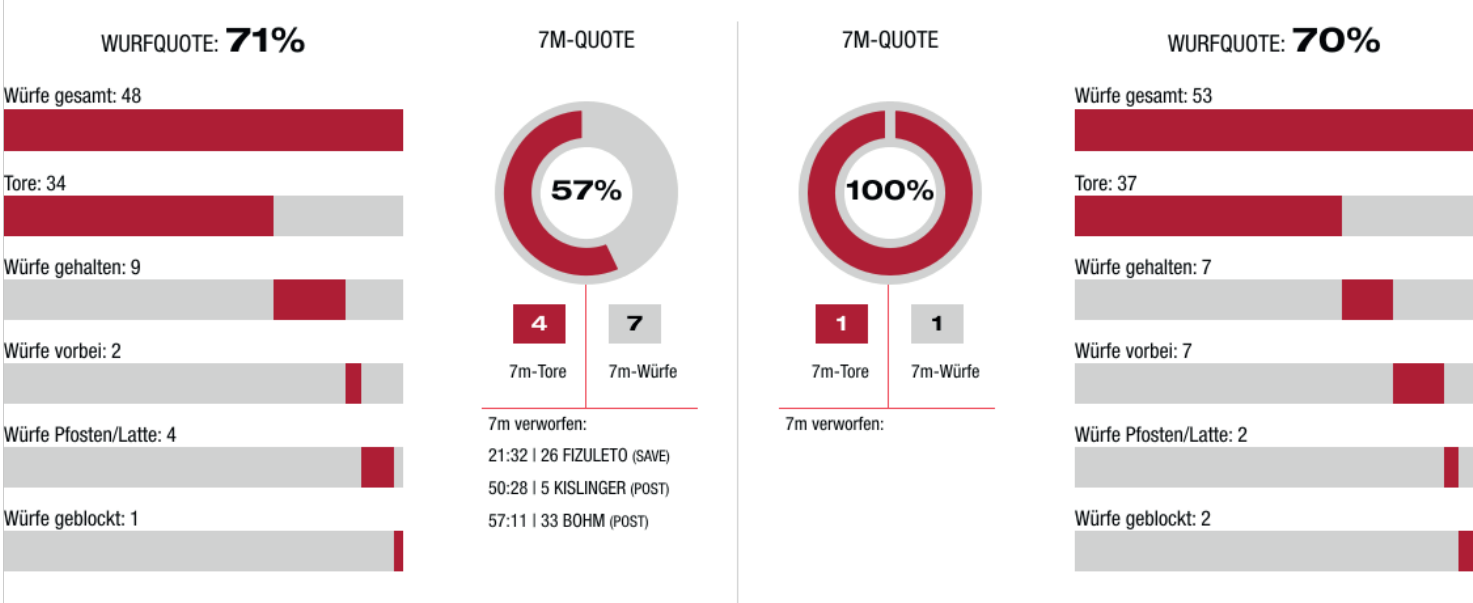 WURFQUOTE: 71%
Würfe gesamt: 48
Tore: 34
Würfe gehalten: 9
Würfe vorbei: 2
Würfe Pfosten/Latte: 4
Würfe geblockt: 1
7M-QUOTE
57%
4 7
7m-Tore 7m-Würfe
7m verworfen:
21:32 | 26 FIZULETO (SAVE)
50:28 | 5 KISLINGER (POST)
57:11 | 33 BÖHM (POST)
7M-QUOTE
100%
1 1
7m-Tore 7m-Würfe
7m verworfen:
WURFQUOTE: 70%
Würfe gesamt: 53
Tore: 37
Würfe gehalten: 7
Würfe vorbei: 7
Würfe Pfosten/Latte: 2
Würfe geblockt: 2